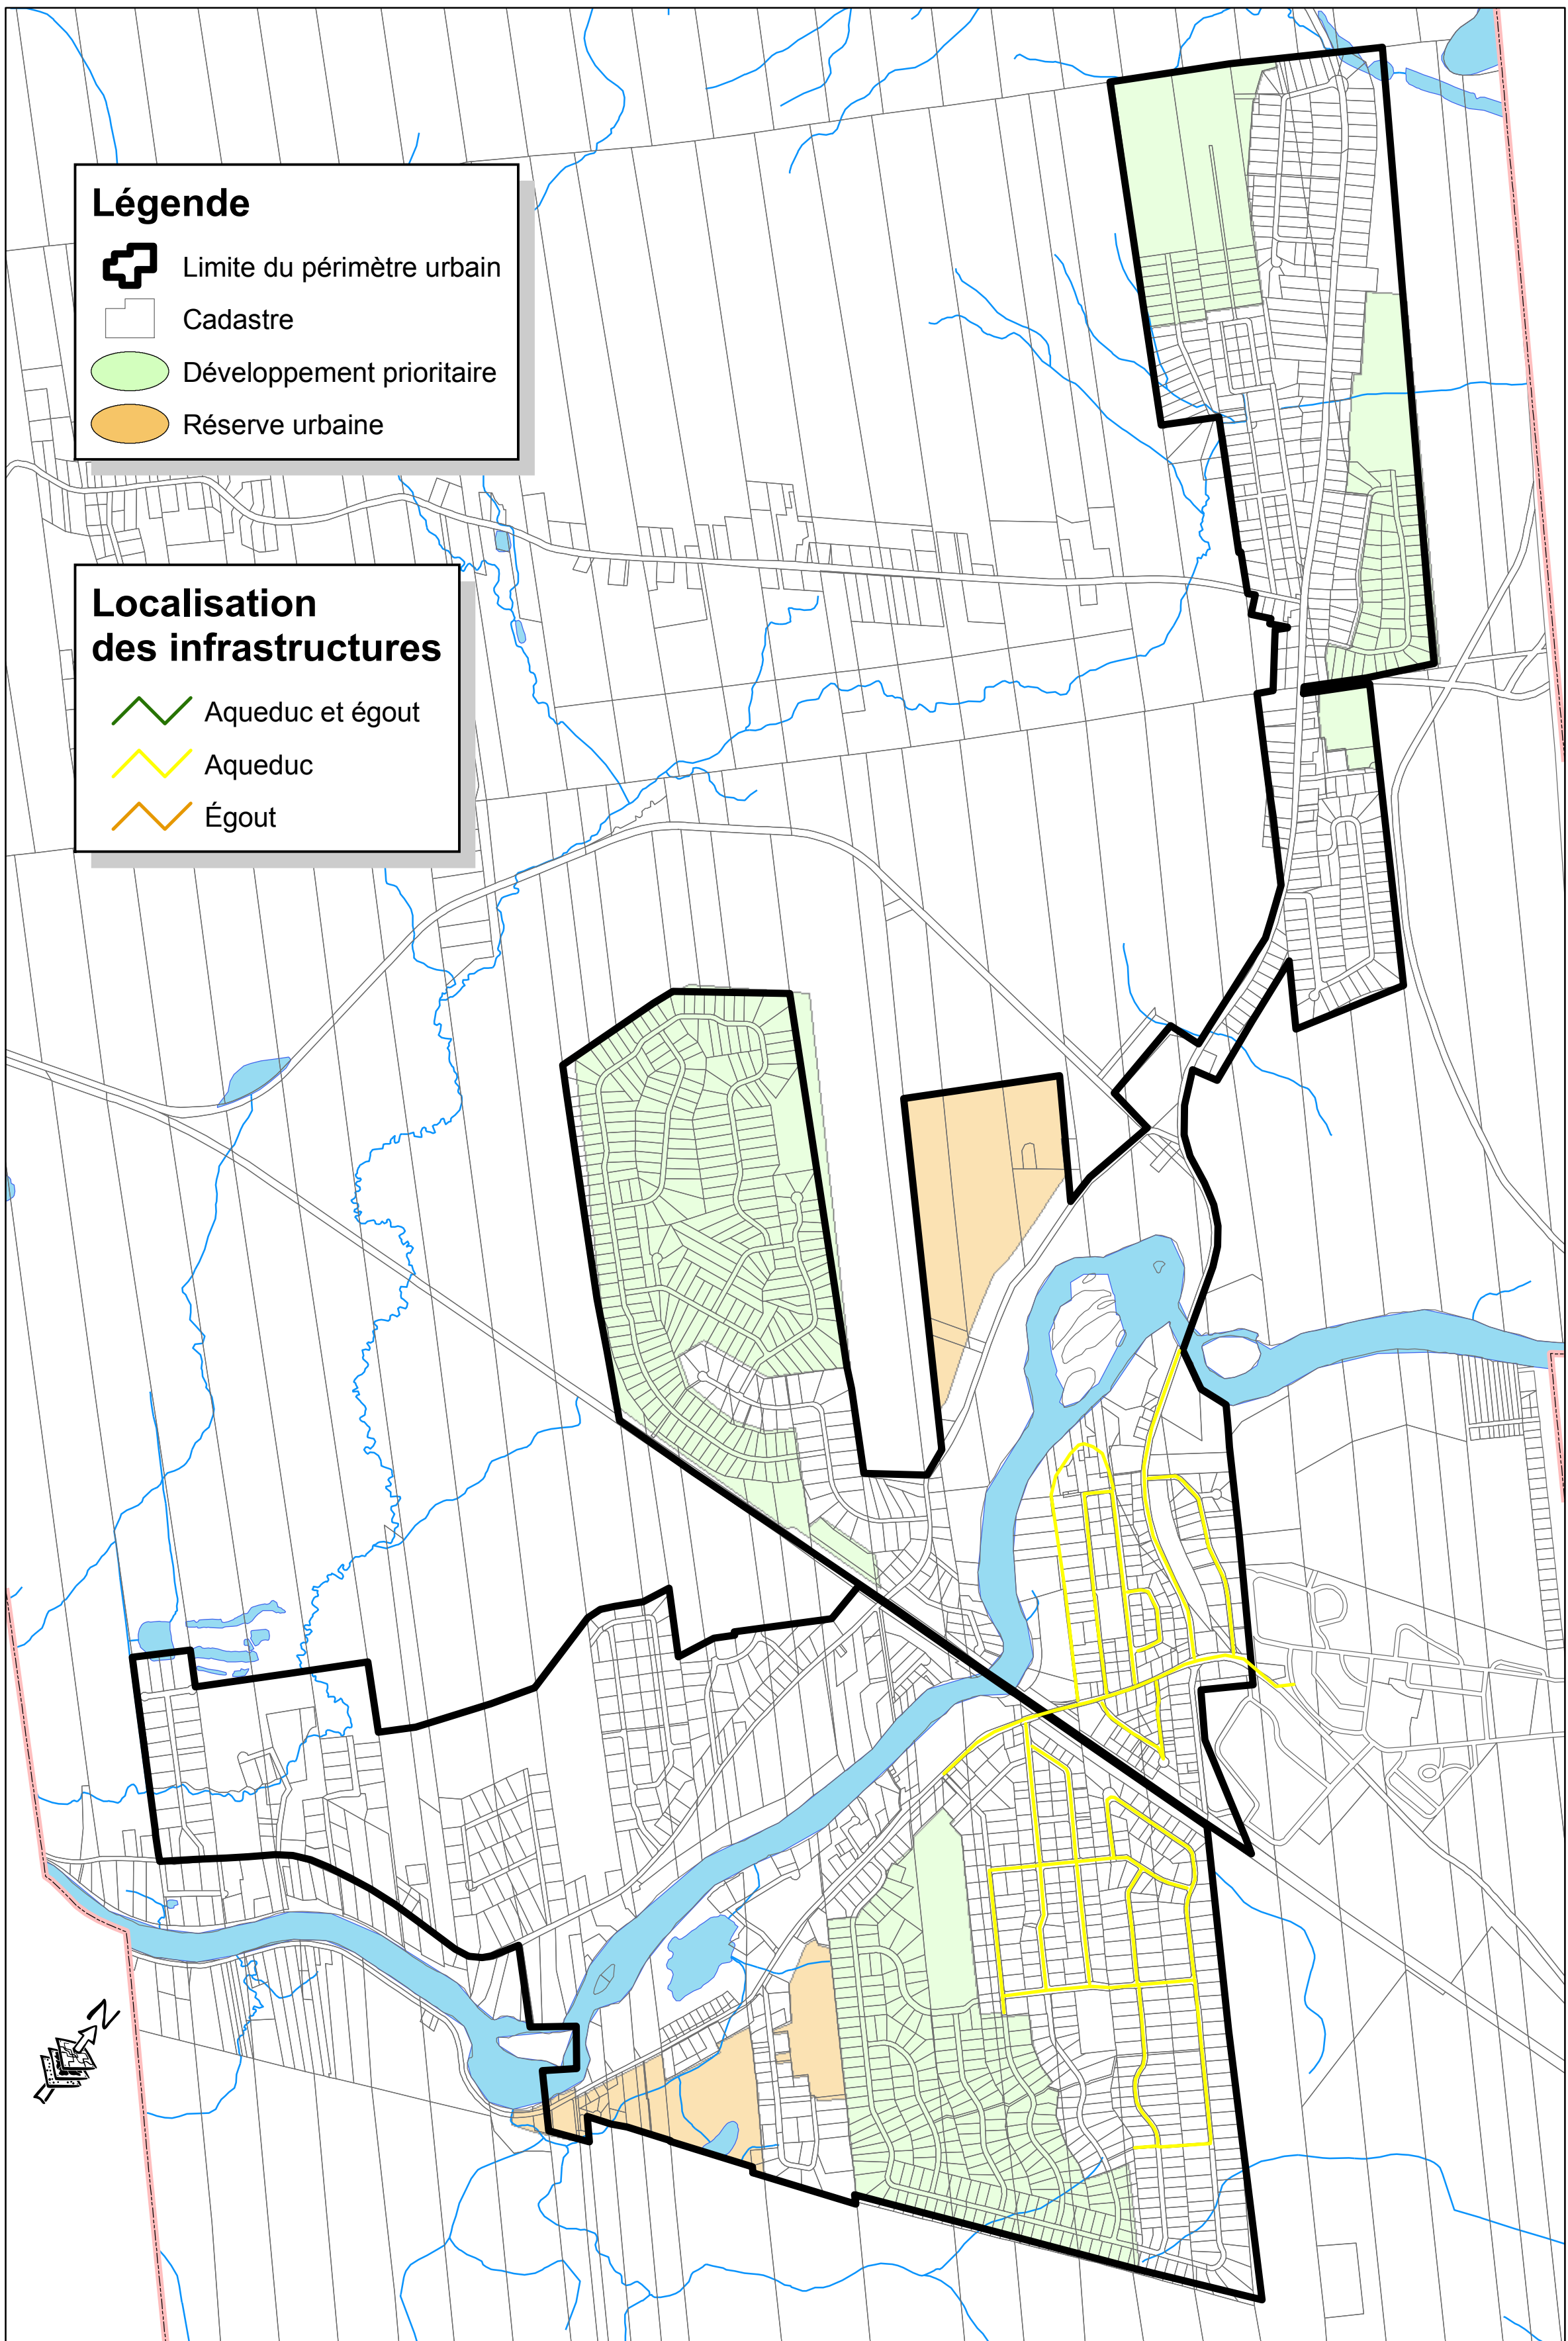 Légende
Limite du périmètre urbain
Cadastre
Développement prioritaire
Réserve urbaine
Localisation
des infrastructures
Aqueduc et égout
Aqueduc
Égout
N